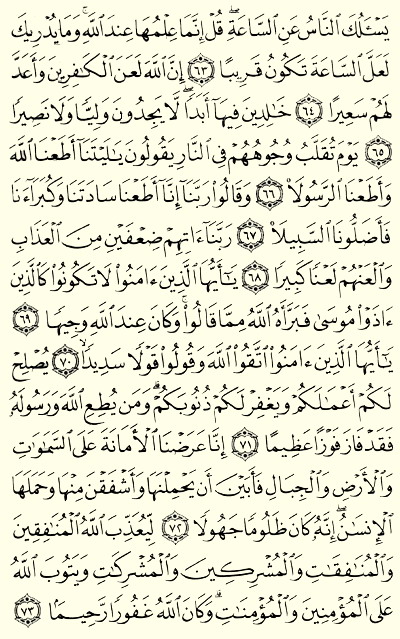 يَسْـَٔلُكَ ٱلنَّاسُ عَنِ ٱلسَّاعَةِۖ قُلْ إِنَّمَا عِلْمُهَا عِندَ ٱللَّهِۚ وَمَا يُدْرِيكَ
لَعَلَّ ٱلسَّاعَةَ تَكُونُ قَرِيبًا ٦٣ إِنَّ ٱللَّهَ لَعَنَ ٱلْكَٰفِرِينَ وَأَعَدَّ
لَهُمْ سَعِيرًا ٦٤ خَٰلِدِينَ فِيهَآ أَبَدًاۖ لَّا يَجِدُونَ وَلِيًّا وَلَا نَصِيرًا
٦٥ يَوْمَ تُقَلَّبُ وُجُوهُهُمْ فِى ٱلنَّارِ يَقُولُونَ يَٰلَيْتَنَآ أَطَعْنَا ٱللَّهَ
وَأَطَعْنَا ٱلرَّسُولَا۠ ٦٦ وَقَالُوا۟ رَبَّنَآ إِنَّآ أَطَعْنَا سَادَتَنَا وَكُبَرَآءَنَا
فَأَضَلُّونَا ٱلسَّبِيلَا۠ ٦٧ رَبَّنَآ ءَاتِهِمْ ضِعْفَيْنِ مِنَ ٱلْعَذَابِ
وَٱلْعَنْهُمْ لَعْنًا كَبِيرًا ٦٨ يَٰٓأَيُّهَا ٱلَّذِينَ ءَامَنُوا۟ لَا تَكُونُوا۟ كَٱلَّذِينَ
ءَاذَوْا۟ مُوسَىٰ فَبَرَّأَهُ ٱللَّهُ مِمَّا قَالُوا۟ۚ وَكَانَ عِندَ ٱللَّهِ وَجِيهًا ٦٩
يَٰٓأَيُّهَا ٱلَّذِينَ ءَامَنُوا۟ ٱتَّقُوا۟ ٱللَّهَ وَقُولُوا۟ قَوْلًا سَدِيدًا ٧٠ يُصْلِحْ
لَكُمْ أَعْمَٰلَكُمْ وَيَغْفِرْ لَكُمْ ذُنُوبَكُمْۗ وَمَن يُطِعِ ٱللَّهَ وَرَسُولَهُۥ
فَقَدْ فَازَ فَوْزًا عَظِيمًا ٧١ إِنَّا عَرَضْنَا ٱلْأَمَانَةَ عَلَى ٱلسَّمَٰوَٰتِ
وَٱلْأَرْضِ وَٱلْجِبَالِ فَأَبَيْنَ أَن يَحْمِلْنَهَا وَأَشْفَقْنَ مِنْهَا وَحَمَلَهَا
ٱلْإِنسَٰنُۖ إِنَّهُۥ كَانَ ظَلُومًا جَهُولًا ٧٢ لِّيُعَذِّبَ ٱللَّهُ ٱلْمُنَٰفِقِينَ
وَٱلْمُنَٰفِقَٰتِ وَٱلْمُشْرِكِينَ وَٱلْمُشْرِكَٰتِ وَيَتُوبَ ٱللَّهُ
عَلَى ٱلْمُؤْمِنِينَ وَٱلْمُؤْمِنَٰتِۗ وَكَانَ ٱللَّهُ غَفُورًا رَّحِيمًۢا ٧٣